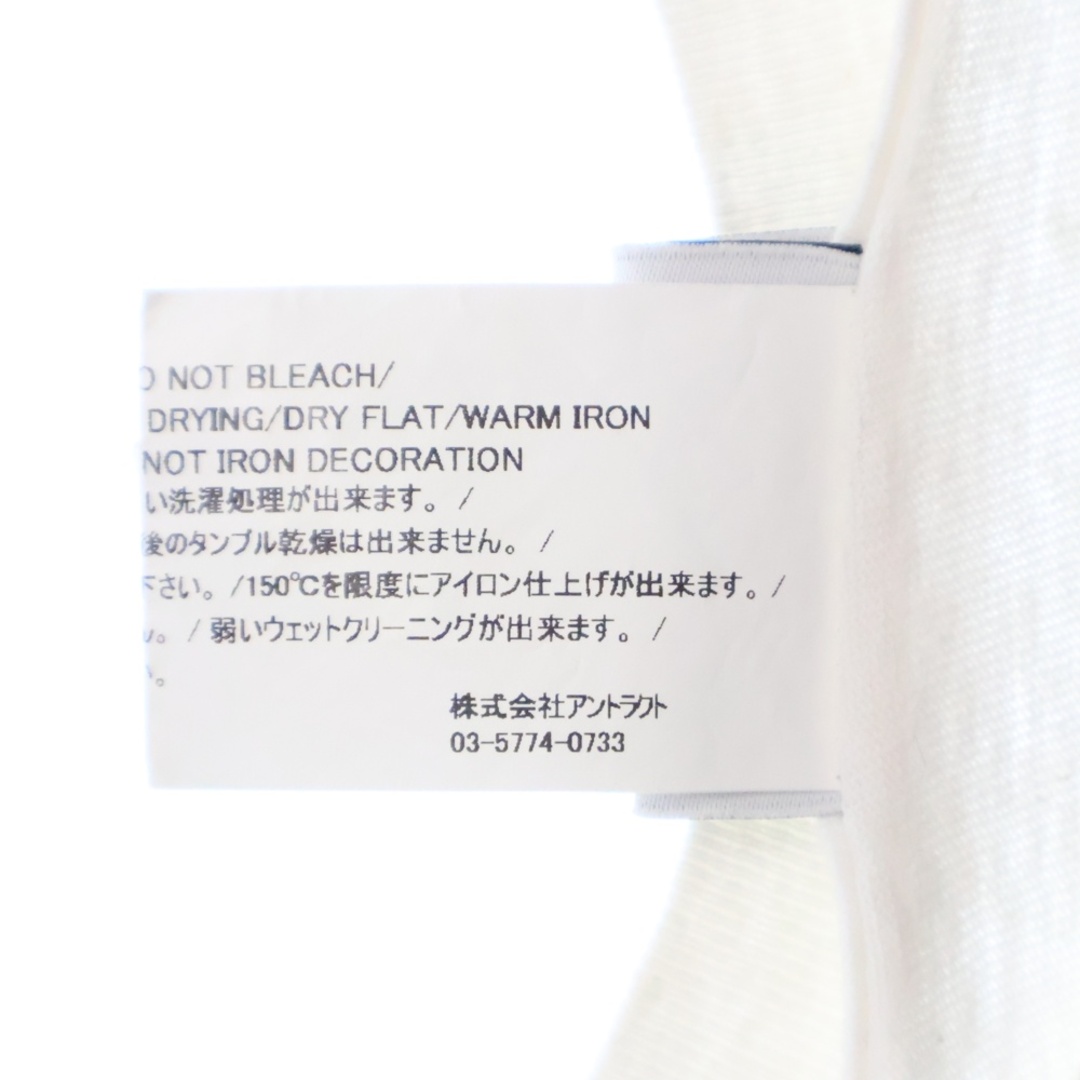 NOT BLEACH/
DRYING/DRY FLAT/WARM IRON
NOT IRON DECORATION
い洗濯処理が出来ます。 /
後のタンブル乾燥は出来ません。 /
下さい。/150℃を限度にアイロン仕上げが出来ます。 /
。 / 弱いウェットクリーニングが出来ます。 /
。
株式会社アントラクト
03-5774-0733